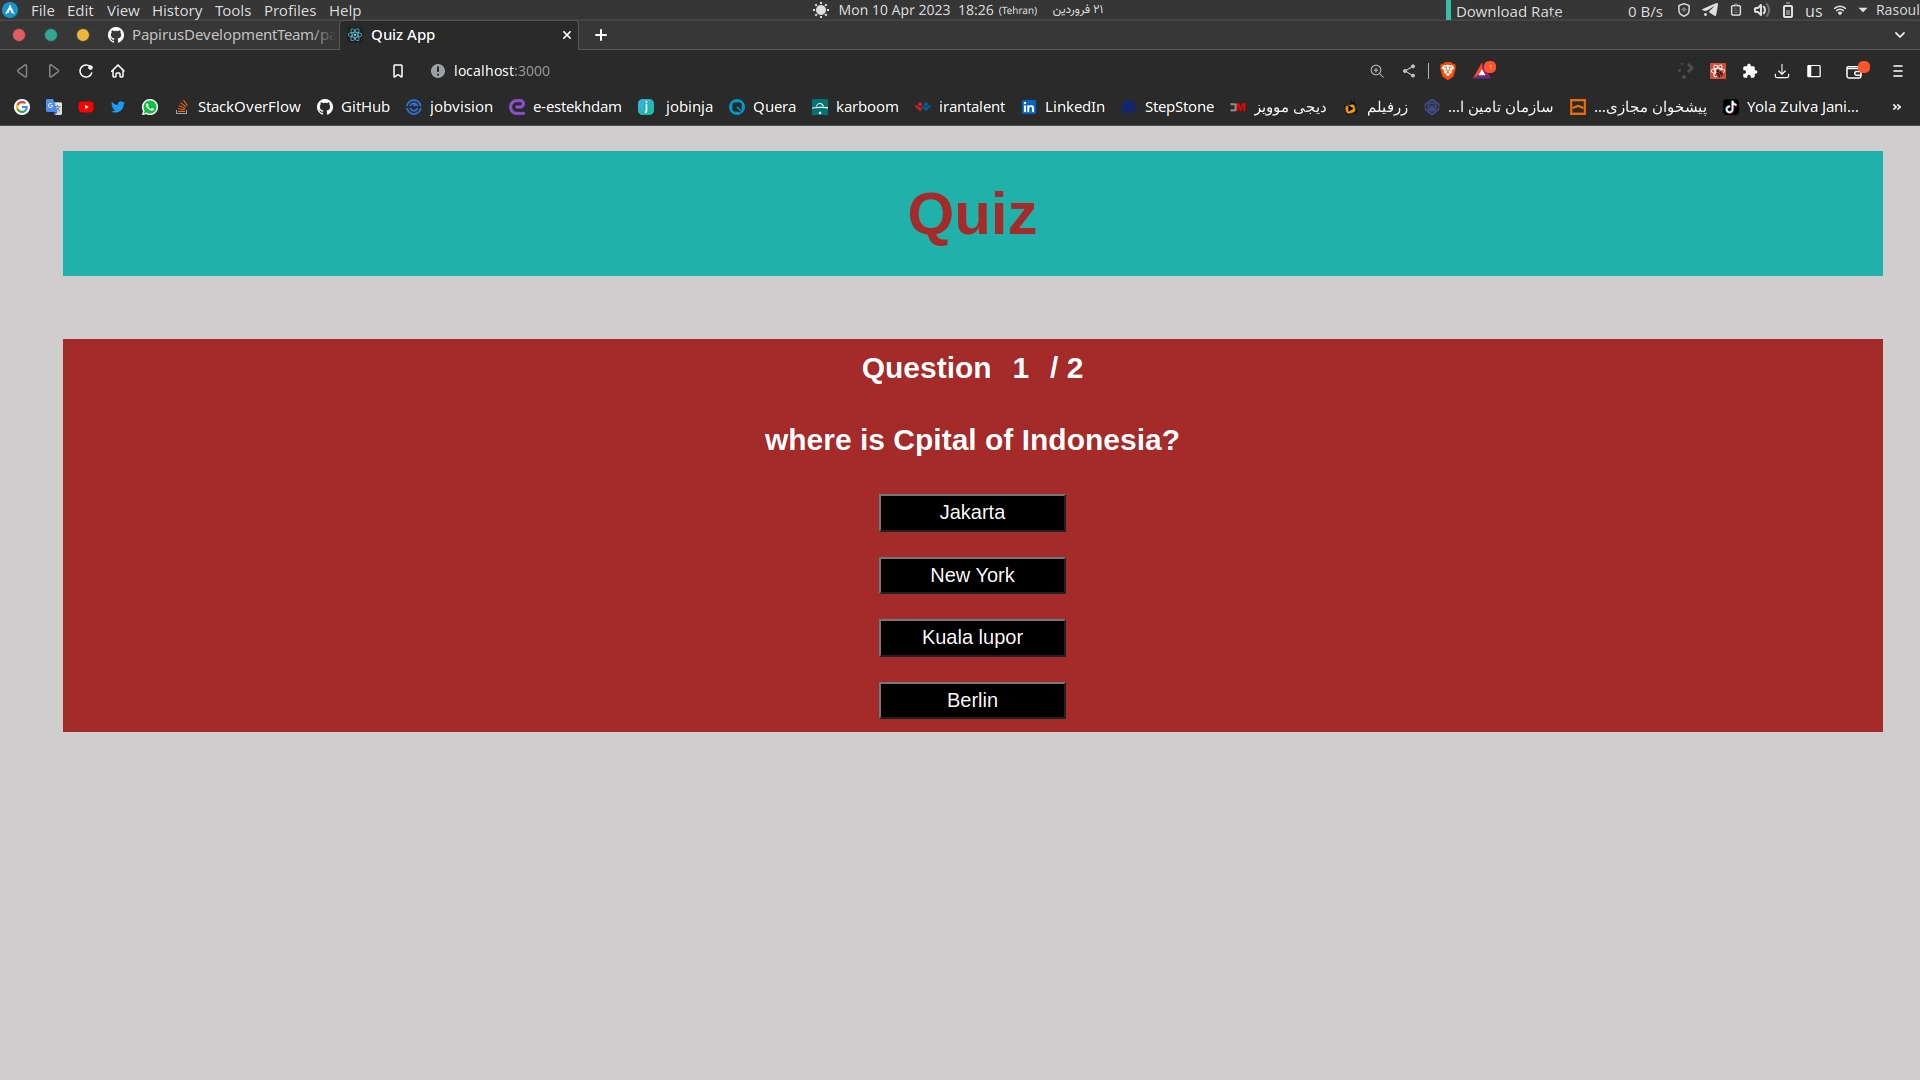 File Edit View History Tools Profiles Help Mon 10 Apr 2023 18:26 (Tehran) ۲۱ فروردین Download Rate 0 B/s us Rasoul
PapirusDevelopmentTeam/pa Quiz App
localhost:3000
StackOverFlow GitHub jobvision e-estekhdam jobinja Quera karboom irantalent LinkedIn StepStone دیجی موویز زرفیلم سازمان تامین ا... پیشخوان مجازی... Yola Zulva Jani...
Quiz
Question 1 / 2
where is Cpital of Indonesia?
Jakarta
New York
Kuala lupor
Berlin